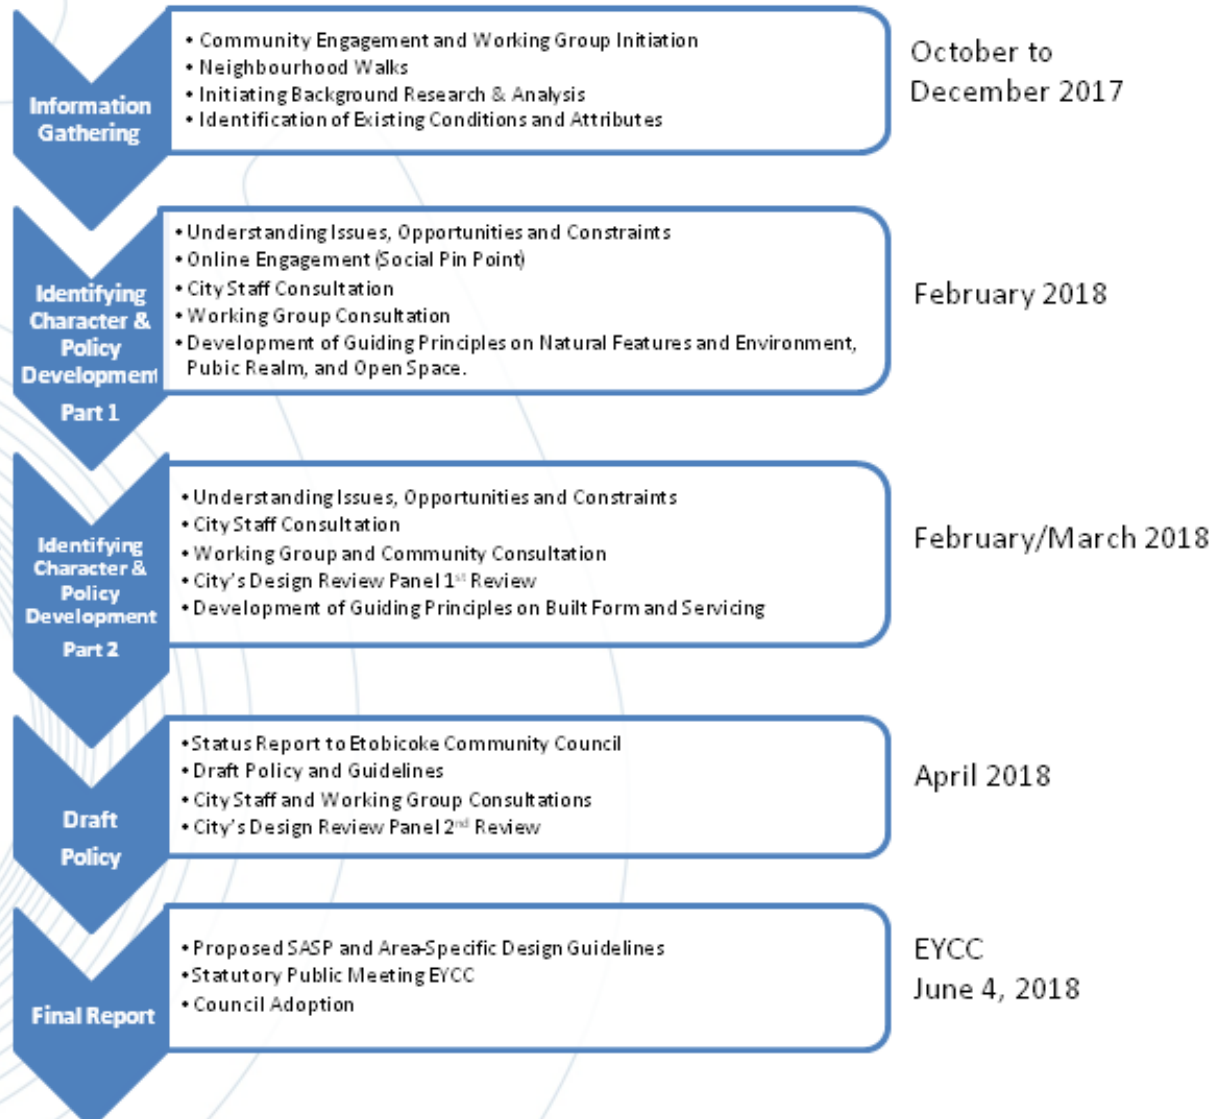 Information
Gathering
• Community Engagement and Working Group Initiation
• Neighbourhood Walks
• Initiating Background Research & Analysis
• Identification of Existing Conditions and Attributes
October to
December 2017
Identifying
Character &
Policy
Development
Part 1
• Understanding Issues, Opportunities and Constraints
• Online Engagement (Social Pin Point)
• City Staff Consultation
• Working Group Consultation
• Development of Guiding Principles on Natural Features and Environment,
Pubic Realm, and Open Space.
February 2018
Identifying
Character &
Policy
Development
Part 2
• Understanding Issues, Opportunities and Constraints
• City Staff Consultation
• Working Group and Community Consultation
• City's Design Review Panel 1st Review
• Development of Guiding Principles on Built Form and Servicing
February/March 2018
Draft
Policy
• Status Report to Etobicoke Community Council
• Draft Policy and Guidelines
• City Staff and Working Group Consultations
• City's Design Review Panel 2nd Review
April 2018
Final Report
• Proposed SASP and Area-Specific Design Guidelines
• Statutory Public Meeting EYCC
• Council Adoption
EYCC
June 4, 2018